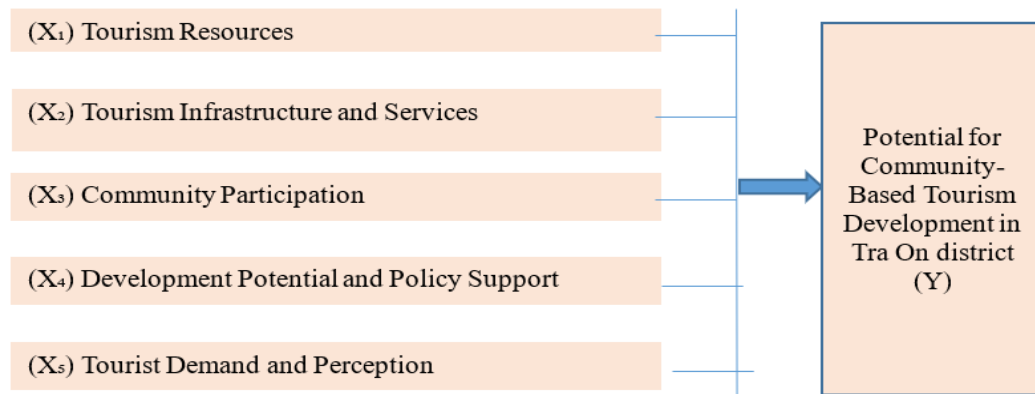 (X₁) Tourism Resources
(X₂) Tourism Infrastructure and Services
(X₃) Community Participation
(X₄) Development Potential and Policy Support
(X₅) Tourist Demand and Perception
Potential for
Community-
Based Tourism
Development in
Tra On district
(Y)